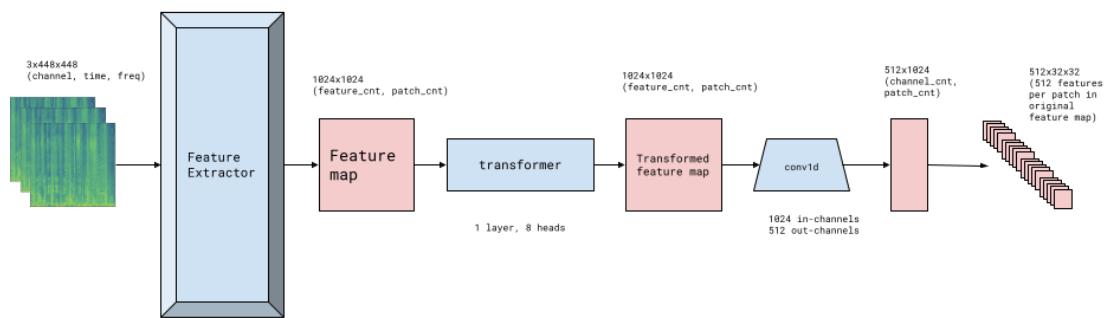 3x448x448
(channel, time, freq)
Feature
Extractor
1024x1024
(feature_cnt, patch_cnt)
Feature
map
transformer
1 layer, 8 heads
1024x1024
(feature_cnt, patch_cnt)
Transformed
feature map
conv1d
1024 in-channels
512 out-channels
512x1024
(channel_cnt,
patch_cnt)
512x32x32
(512 features
per patch in
original
feature map)